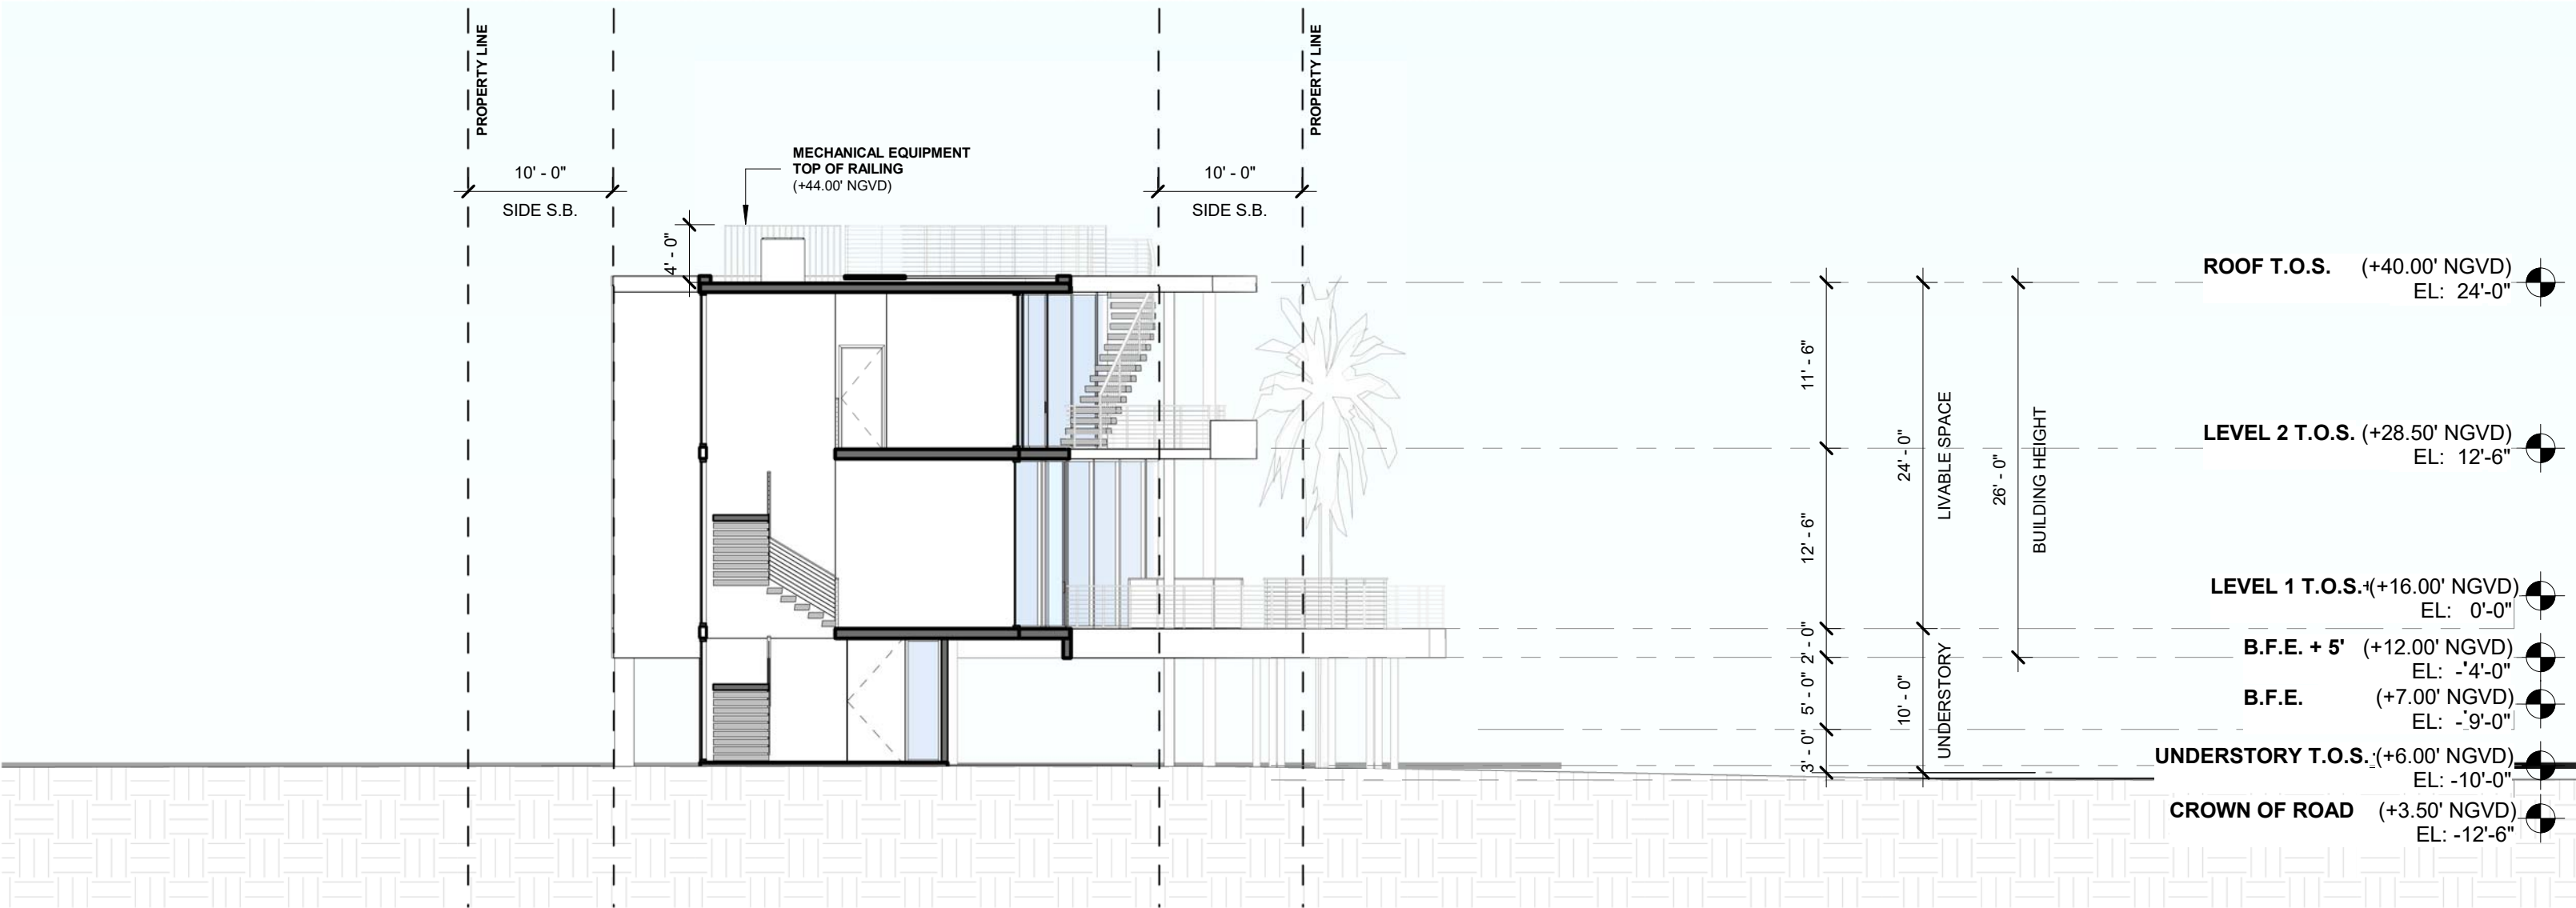 PROPERTY LINE
PROPERTY LINE
10' - 0"
SIDE S.B.
10' - 0"
SIDE S.B.
MECHANICAL EQUIPMENT
TOP OF RAILING
(+44.00' NGVD)
4' - 0"
11' - 6"
12' - 6"
2' - 0"
5' - 0"
3' - 0"
24' - 0"
LIVABLE SPACE
10' - 0"
UNDERSTORY
26' - 0"
BUILDING HEIGHT
ROOF T.O.S. (+40.00' NGVD)
EL: 24'-0"
LEVEL 2 T.O.S. (+28.50' NGVD)
EL: 12'-6"
LEVEL 1 T.O.S. (+16.00' NGVD)
EL: 0'-0"
B.F.E. + 5' (+12.00' NGVD)
EL: -4'-0"
B.F.E. (+7.00' NGVD)
EL: -9'-0"
UNDERSTORY T.O.S. (+6.00' NGVD)
EL: -10'-0"
CROWN OF ROAD (+3.50' NGVD)
EL: -12'-6"